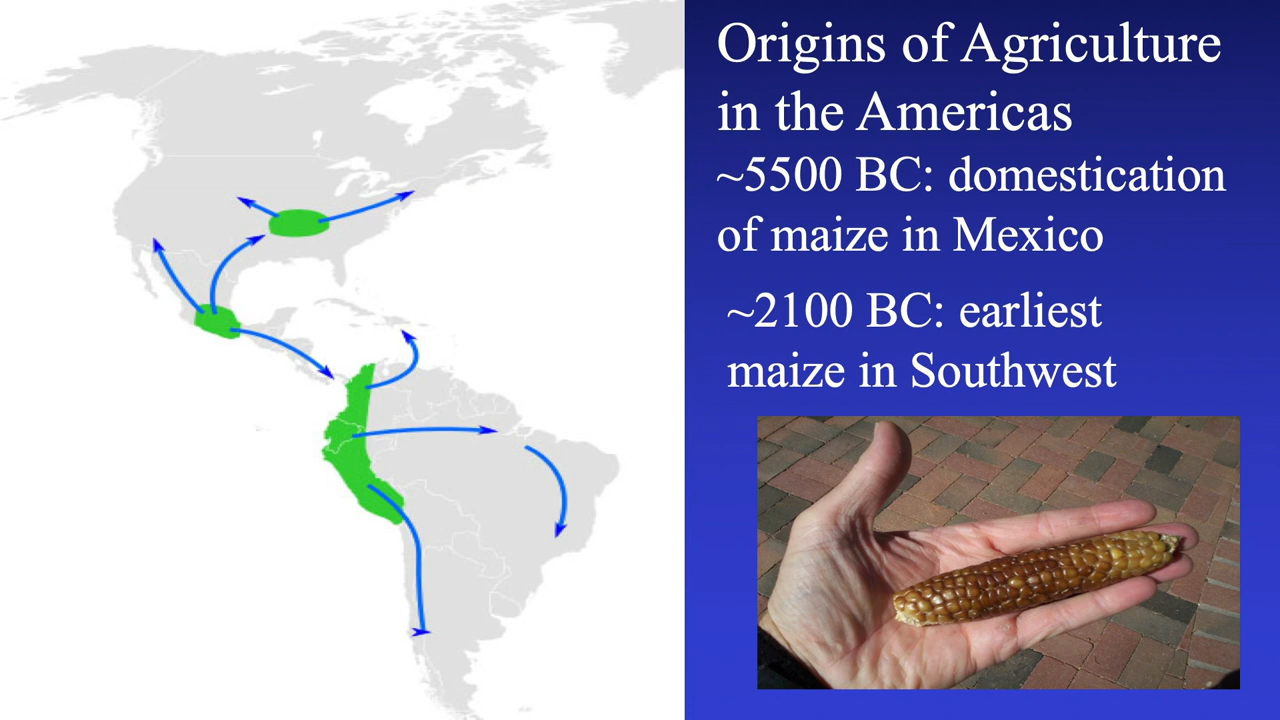 Origins of Agriculture
in the Americas
~5500 BC: domestication
of maize in Mexico
~2100 BC: earliest
maize in Southwest